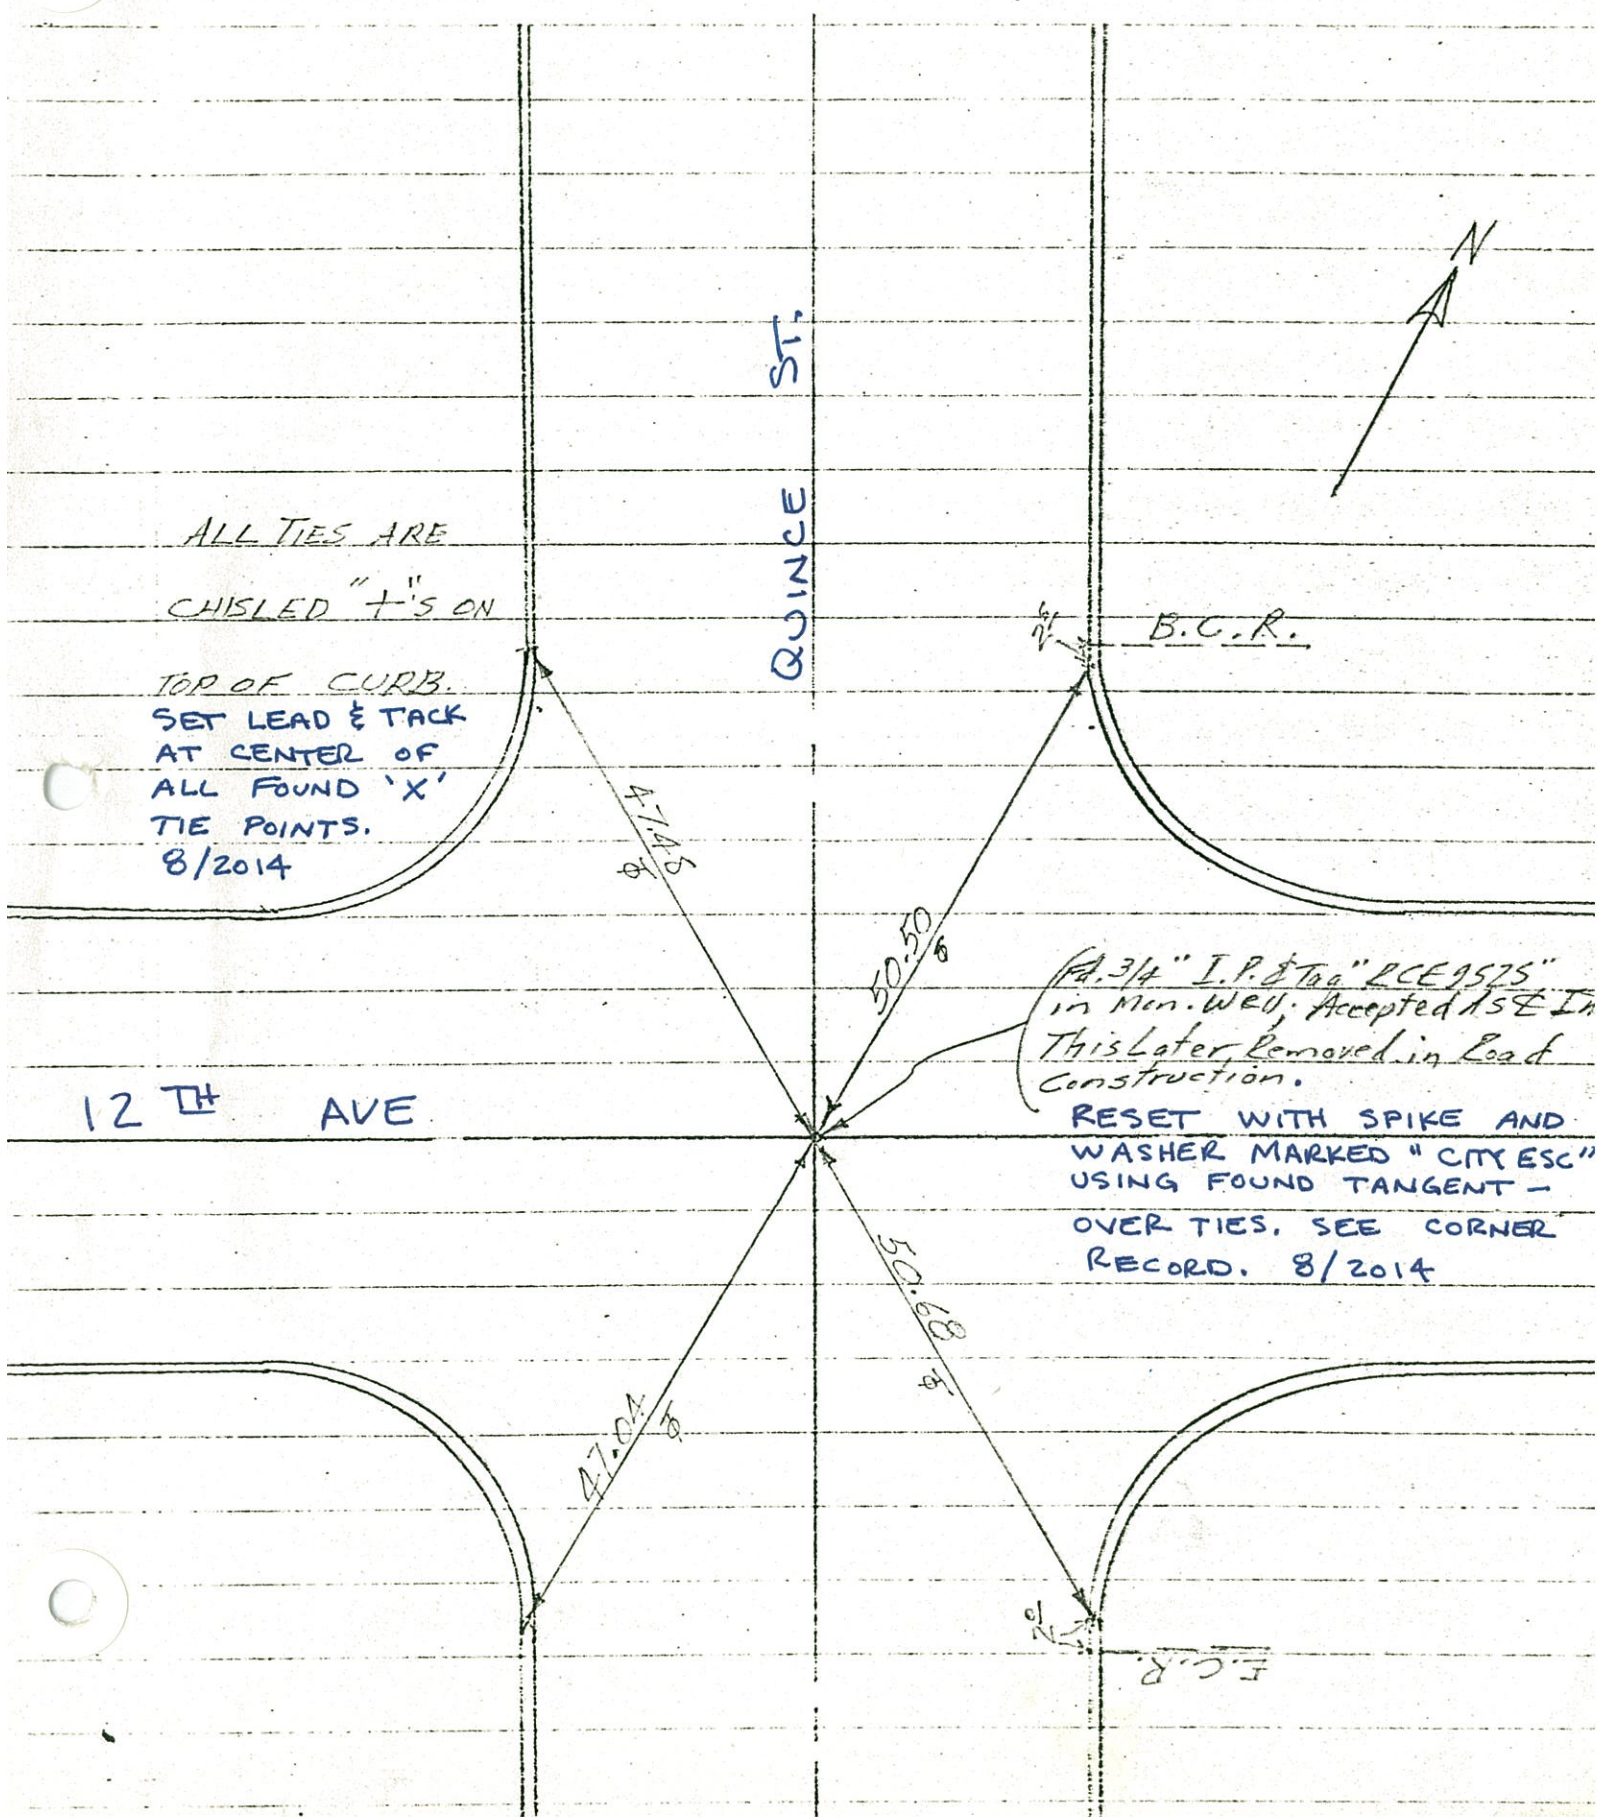 N
QUINCE ST.
ALL TIES ARE
CHISLED "+"S ON
TOP OF CURB.
SET LEAD & TACK
AT CENTER OF
ALL FOUND 'X'
TIE POINTS.
8/2014
B.C.R.
47.48
50.50
Fd. 3/4" I.P. & Tag "RCE 9525"
in Mon. Well. Accepted As ℄ In
This Later Removed in Road
Construction.
12 TH AVE
RESET WITH SPIKE AND
WASHER MARKED "CITY ESC"
USING FOUND TANGENT -
OVER TIES. SEE CORNER
RECORD. 8/2014
47.04
50.68
E.C.R.